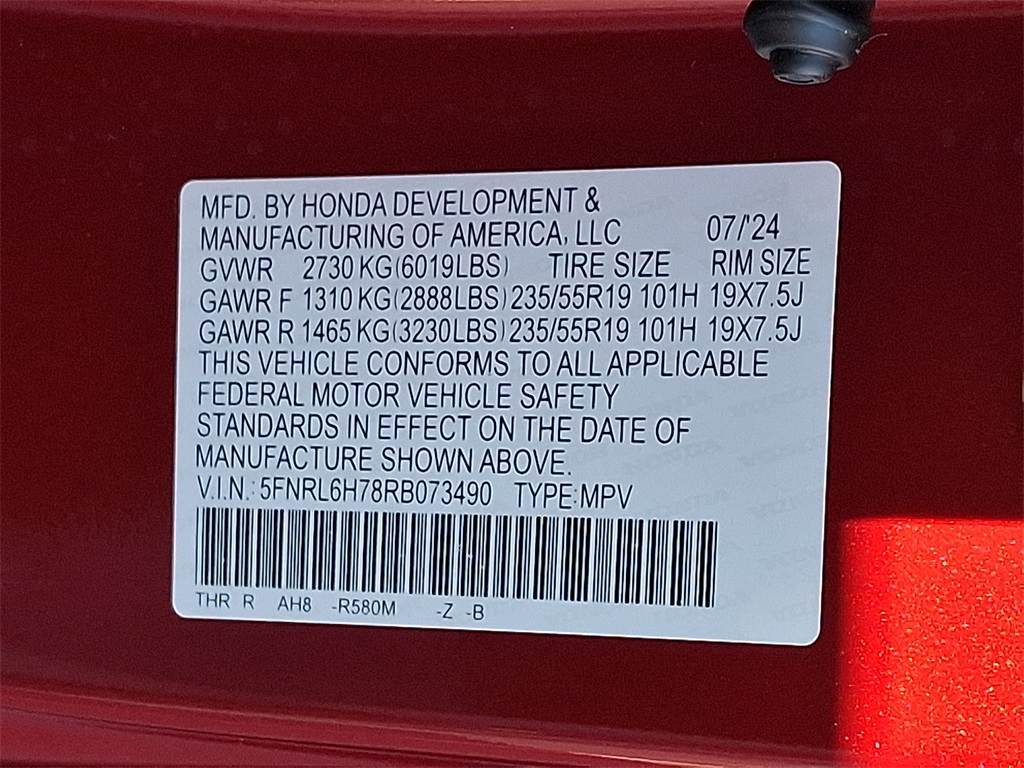 MFD. BY HONDA DEVELOPMENT &
MANUFACTURING OF AMERICA, LLC 07/'24
GVWR 2730 KG(6019LBS) TIRE SIZE RIM SIZE
GAWR F 1310 KG(2888LBS) 235/55R19 101H 19X7.5J
GAWR R 1465 KG(3230LBS) 235/55R19 101H 19X7.5J
THIS VEHICLE CONFORMS TO ALL APPLICABLE
FEDERAL MOTOR VEHICLE SAFETY
STANDARDS IN EFFECT ON THE DATE OF
MANUFACTURE SHOWN ABOVE.
V.I.N.: 5FNRL6H78RB073490 TYPE:MPV
THR R AH8 -R580M -Z -B